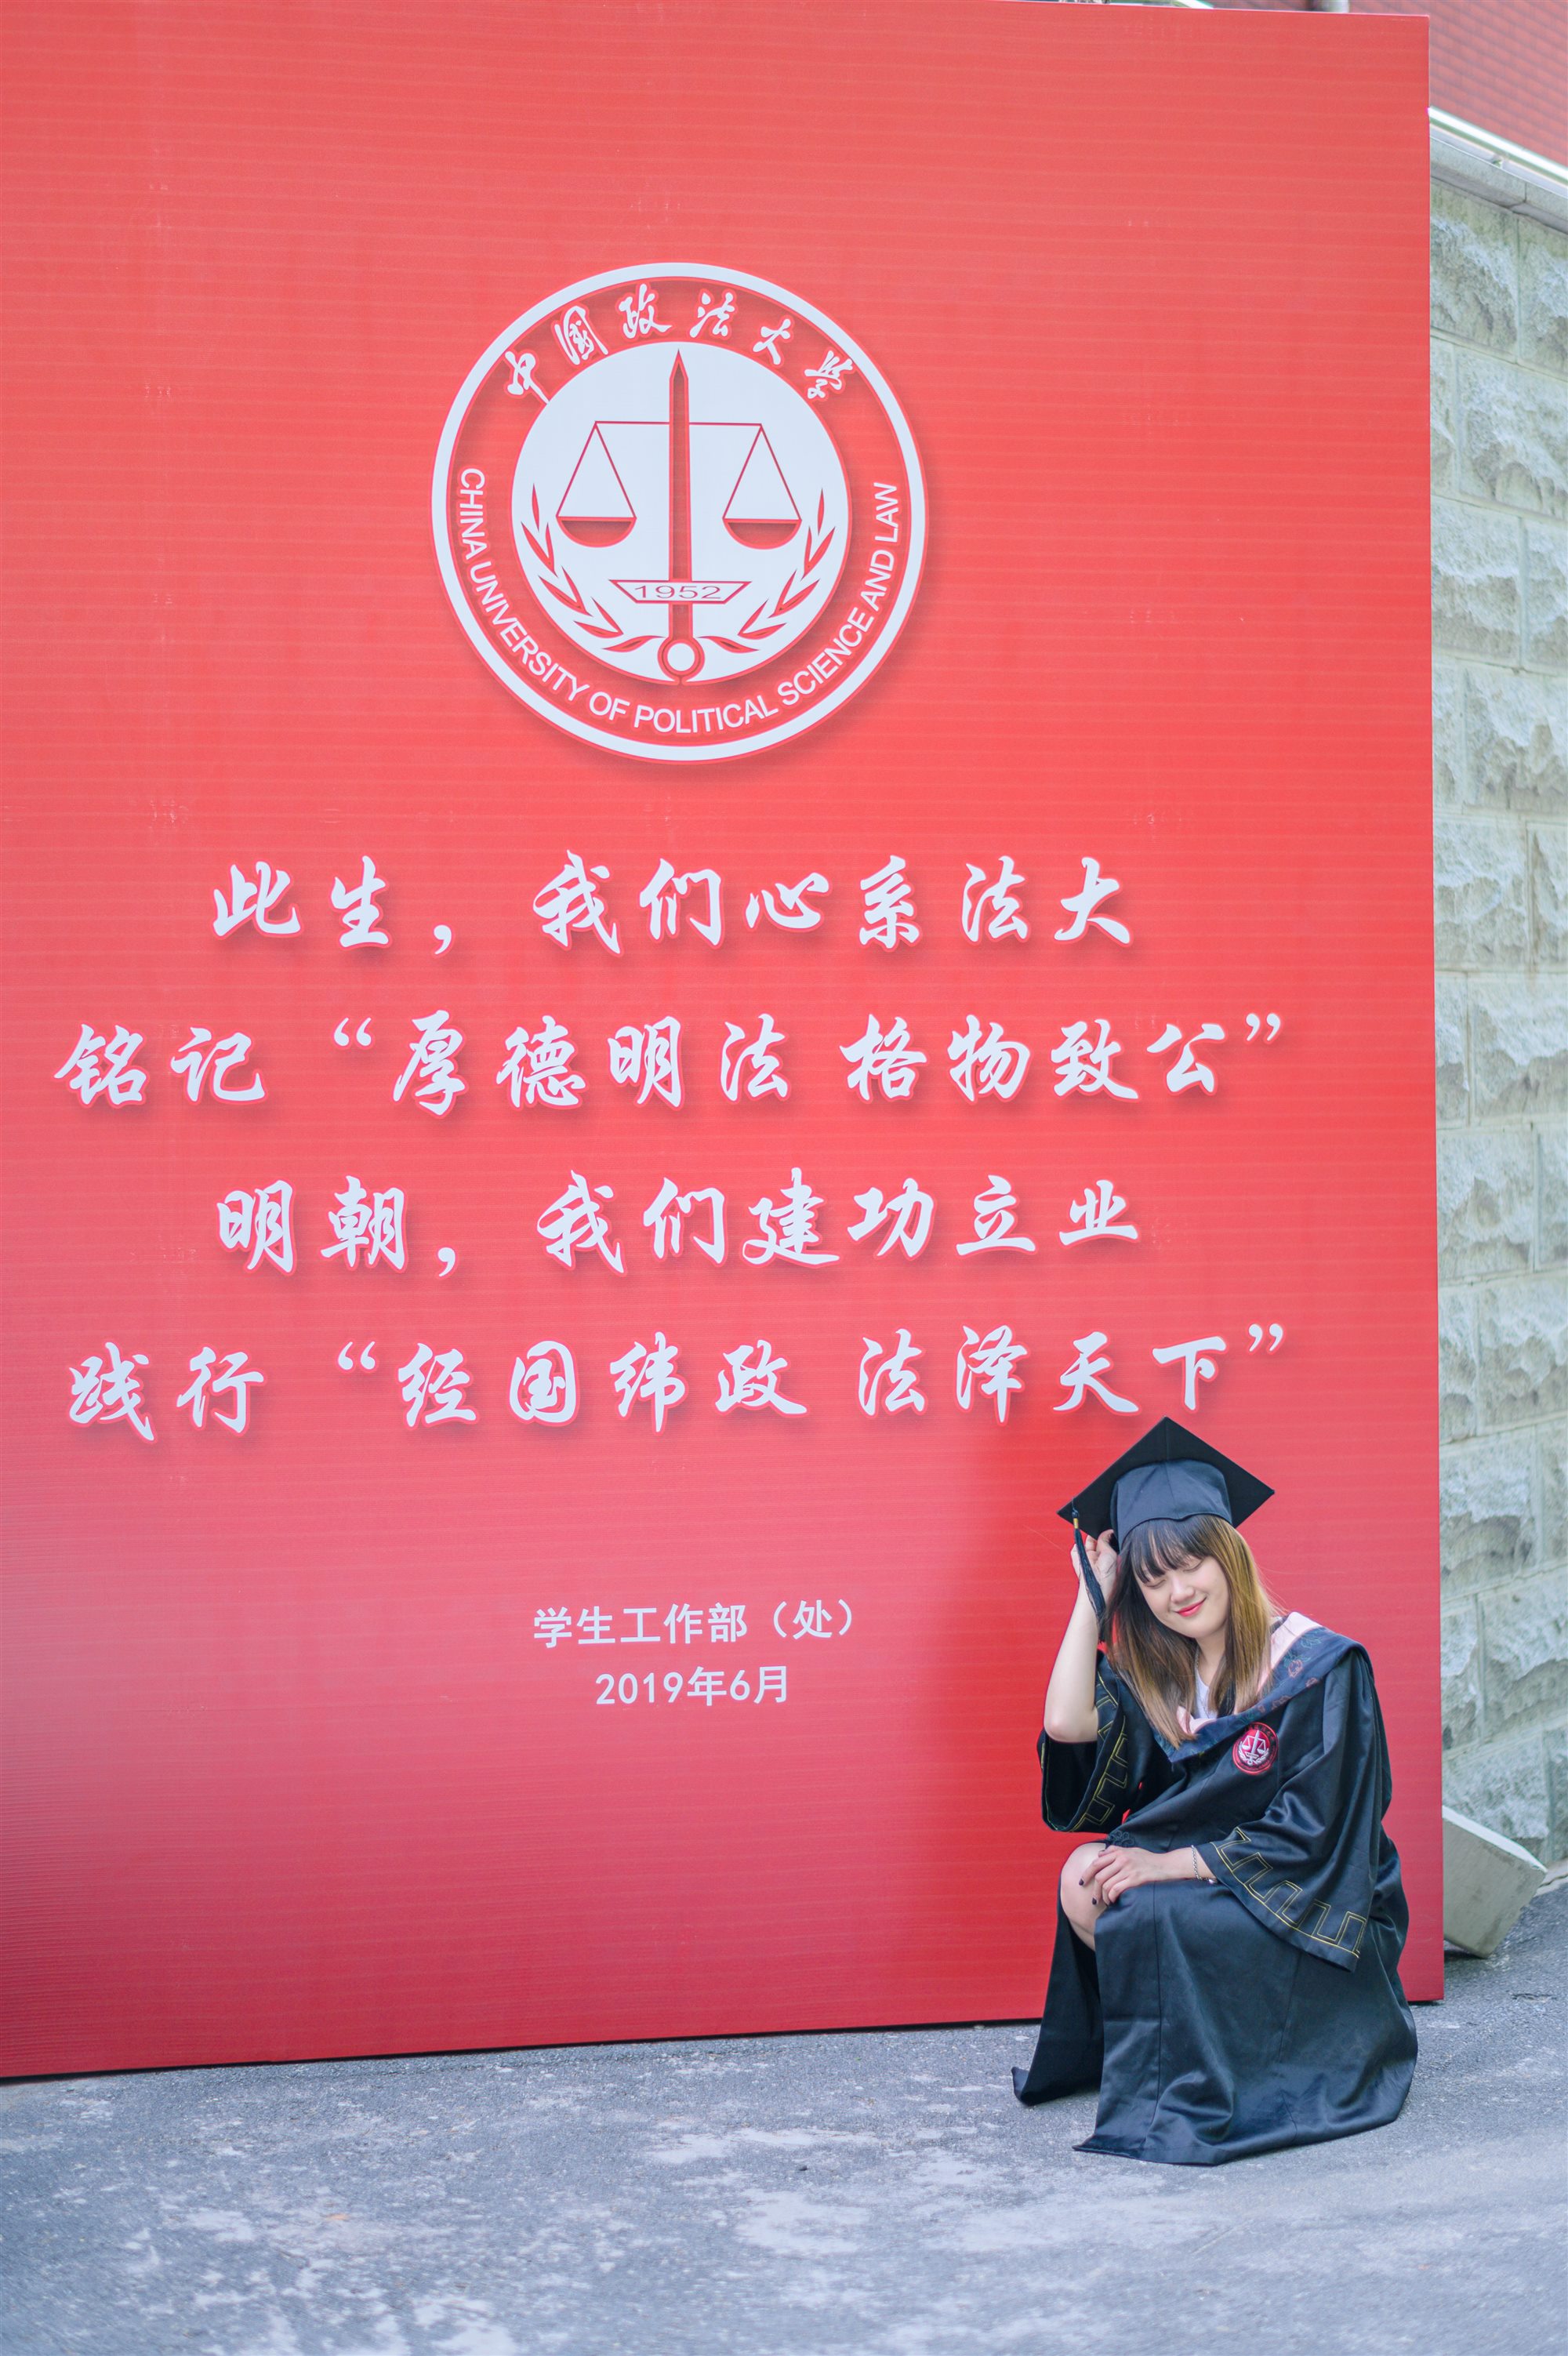 中國政法大学
CHINA UNIVERSITY OF POLITICAL SCIENCE AND LAW
1952
此生，我们心系法大
铭记“厚德明法 格物致公”
明朝，我们建功立业
践行“经国纬政 法泽天下”
学生工作部（处）
2019年6月